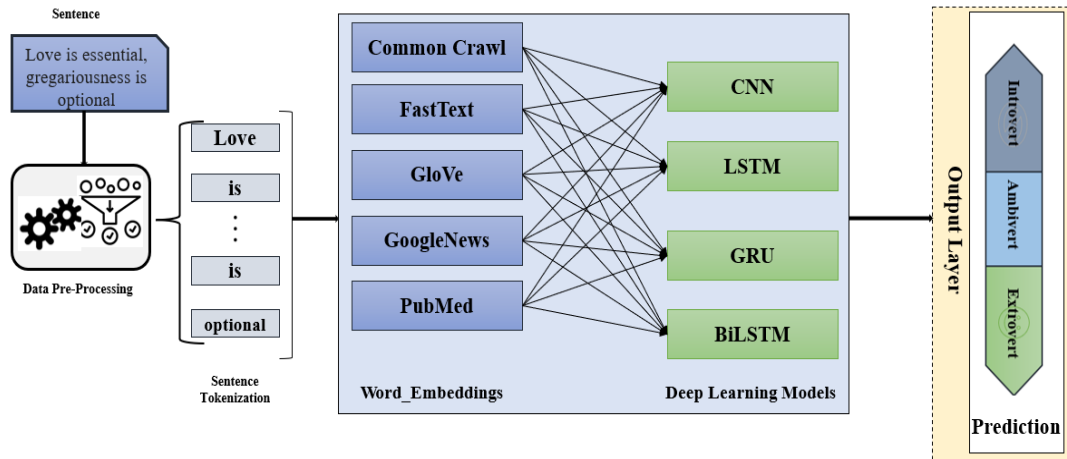 Sentence
Love is essential,
gregariousness is
optional
Data Pre-Processing
Love
is
is
optional
Sentence
Tokenization
Common Crawl
FastText
GloVe
GoogleNews
PubMed
Word_Embeddings
CNN
LSTM
GRU
BiLSTM
Deep Learning Models
Output Layer
Introvert
Ambivert
Extrovert
Prediction